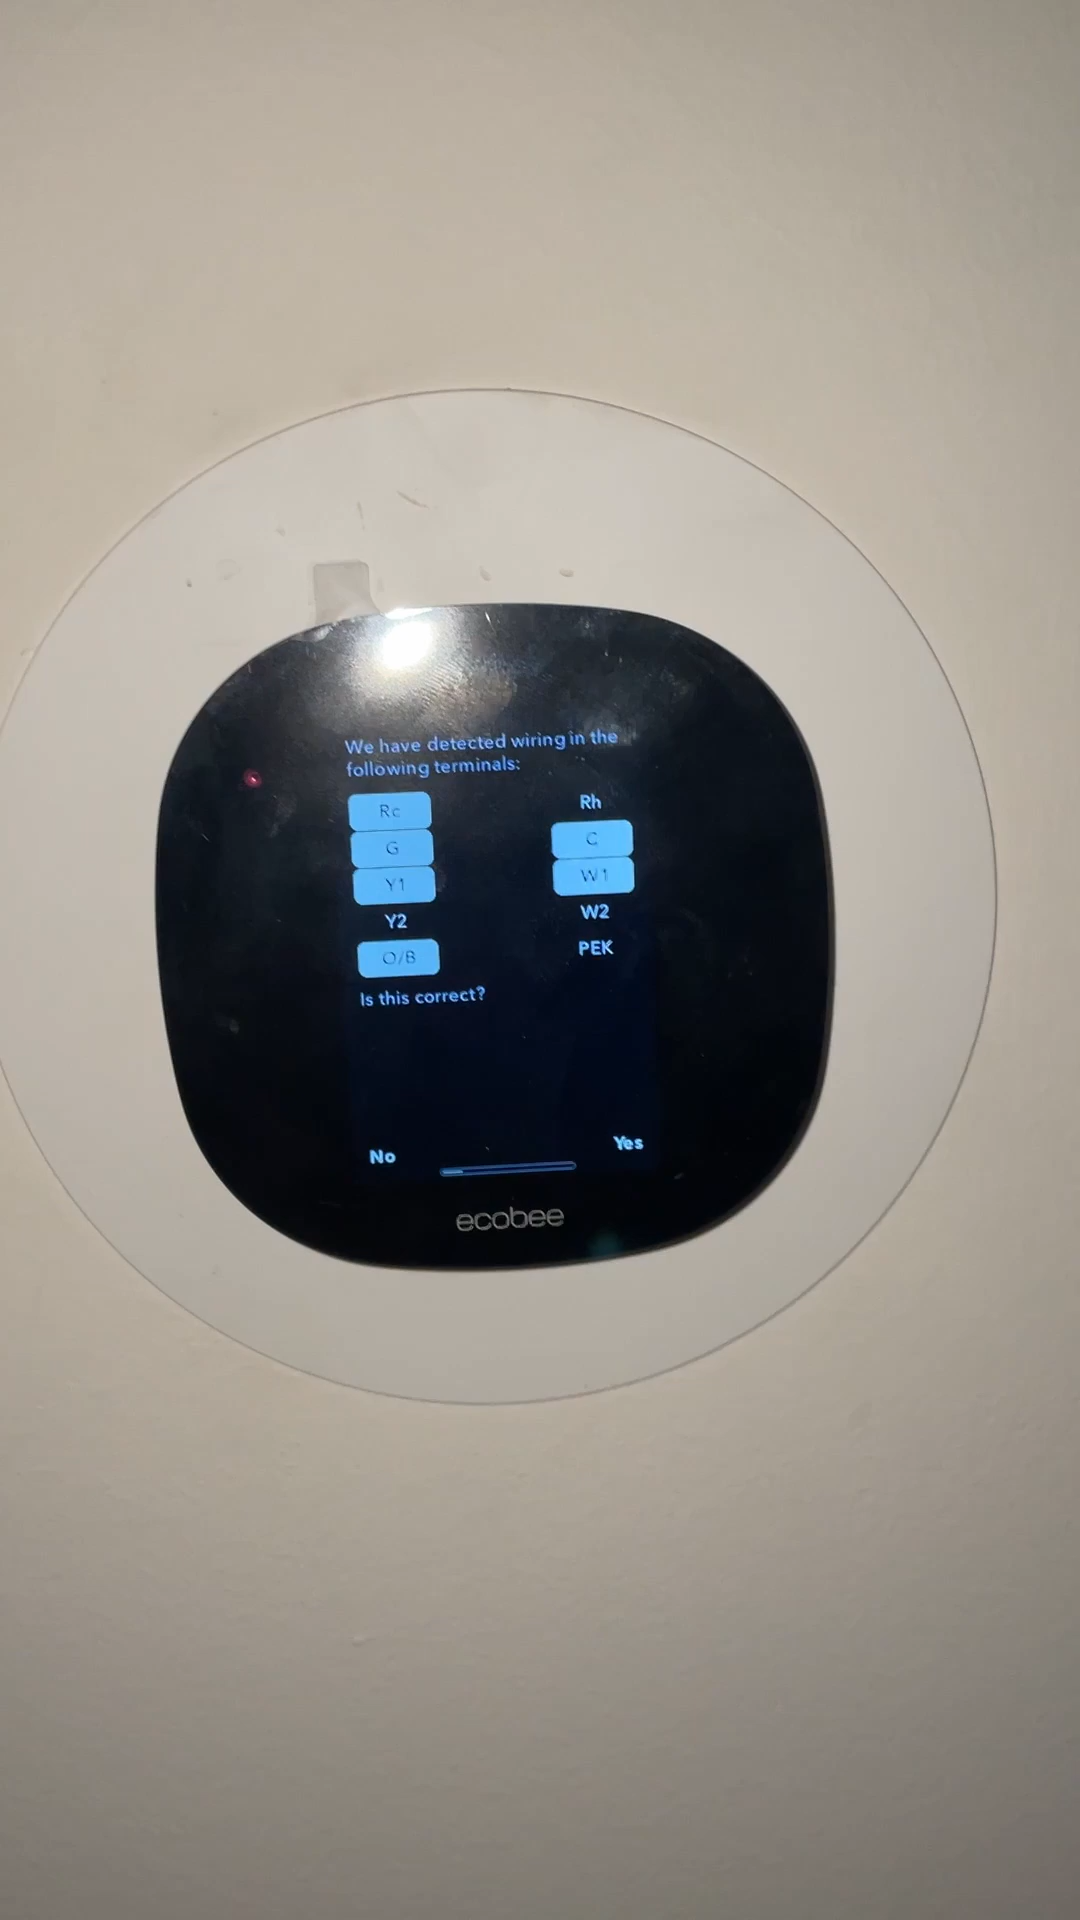 We have detected wiring in the
following terminals:
Rc Rh
G C
Y1 W1
Y2 W2
O/B PEK
Is this correct?
No Yes
ecobee